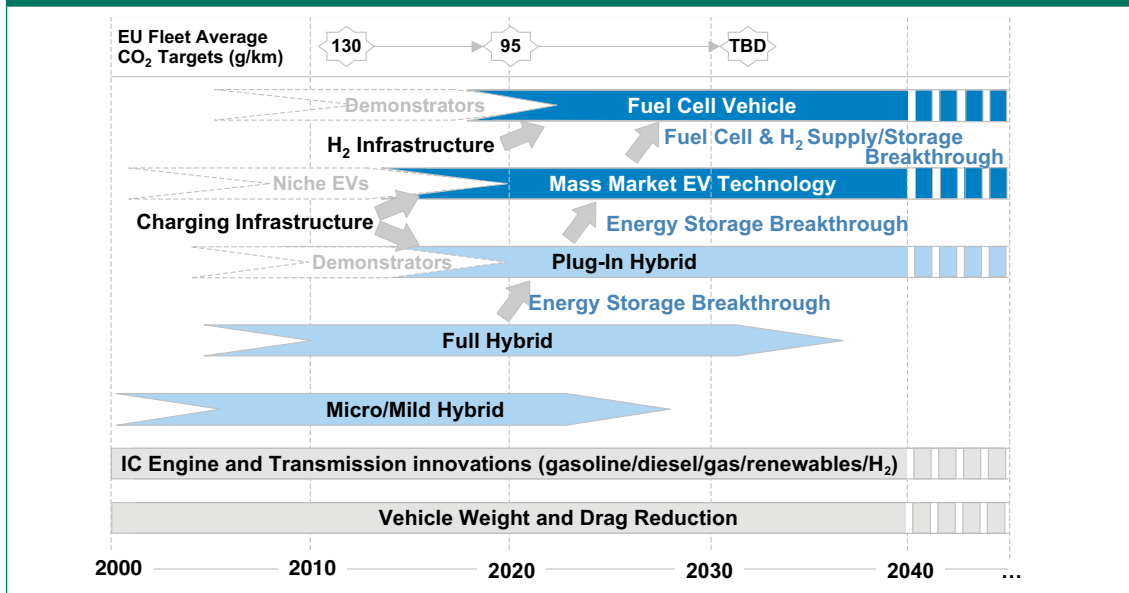 EU Fleet Average
CO₂ Targets (g/km)
130
95
TBD
Demonstrators
Fuel Cell Vehicle
H₂ Infrastructure
Fuel Cell & H₂ Supply/Storage
Breakthrough
Niche EVs
Mass Market EV Technology
Charging Infrastructure
Energy Storage Breakthrough
Demonstrators
Plug-In Hybrid
Energy Storage Breakthrough
Full Hybrid
Micro/Mild Hybrid
IC Engine and Transmission innovations (gasoline/diesel/gas/renewables/H₂)
Vehicle Weight and Drag Reduction
2000 2010 2020 2030 2040 ...